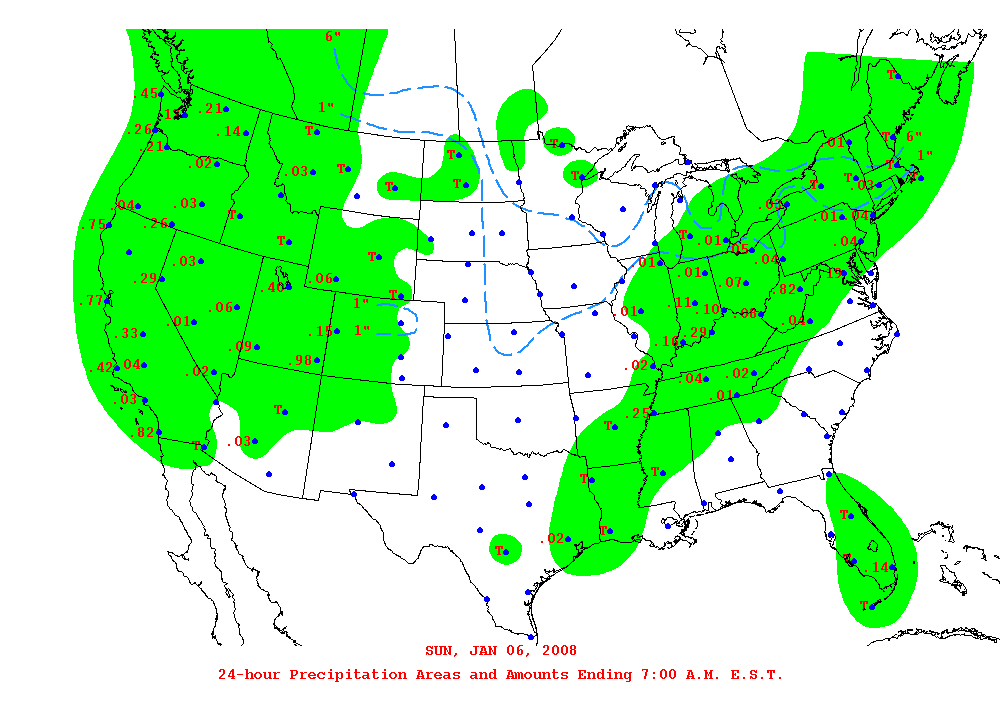 6"
1"
.45
.21
.26
.14
T
.21
.01
T
6"
T
T
1"
.02
.03
T
T
T
T
T
T
.03
.04
.03
T
.02
.01
.04
.75
.26
T
T
T
.01
.05
.04
.03
T
.01
.04
.29
.06
.40
.01
.07
.19
.82
.77
.06
T
1"
.11
.10
.08
.01
.01
.04
.33
.15
1"
.29
.16
.09
.98
.42
.04
.02
.02
.04
.02
.03
.01
T
.25
.82
.03
T
T
T
T
T
T
.02
T
T
T
.14
T
SUN, JAN 06, 2008
24-hour Precipitation Areas and Amounts Ending 7:00 A.M. E.S.T.